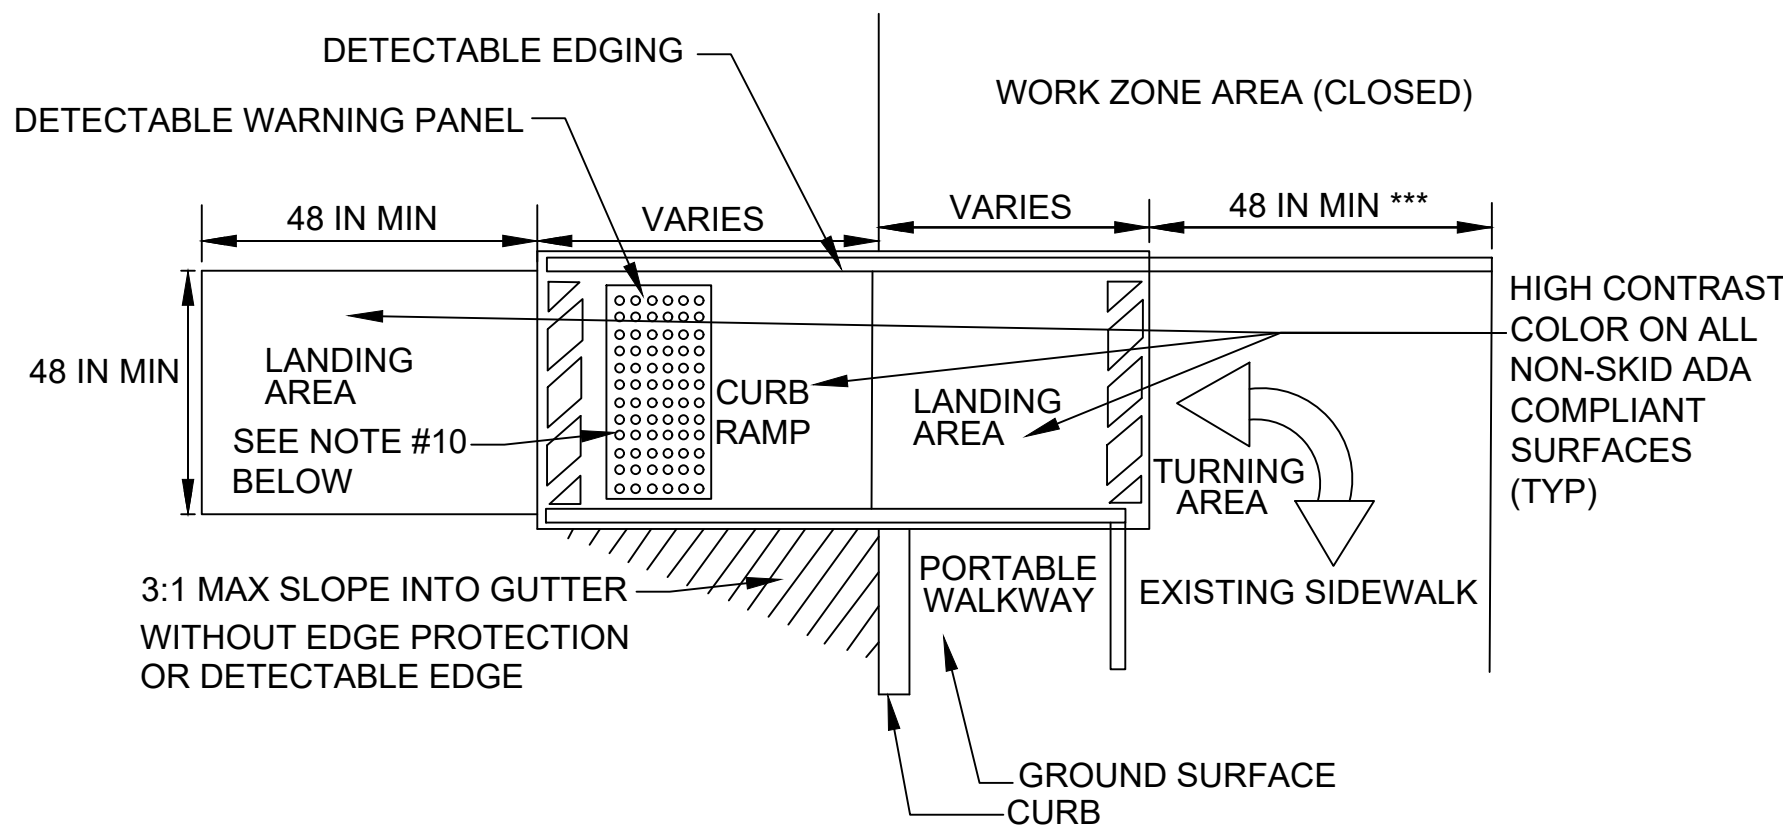 DETECTABLE EDGING
WORK ZONE AREA (CLOSED)
DETECTABLE WARNING PANEL
48 IN MIN
VARIES
VARIES
48 IN MIN ***
48 IN MIN
LANDING
AREA
SEE NOTE #10
BELOW
CURB
RAMP
LANDING
AREA
TURNING
AREA
HIGH CONTRAST
COLOR ON ALL
NON-SKID ADA
COMPLIANT
SURFACES
(TYP)
3:1 MAX SLOPE INTO GUTTER
WITHOUT EDGE PROTECTION
OR DETECTABLE EDGE
PORTABLE
WALKWAY
EXISTING SIDEWALK
GROUND SURFACE
CURB